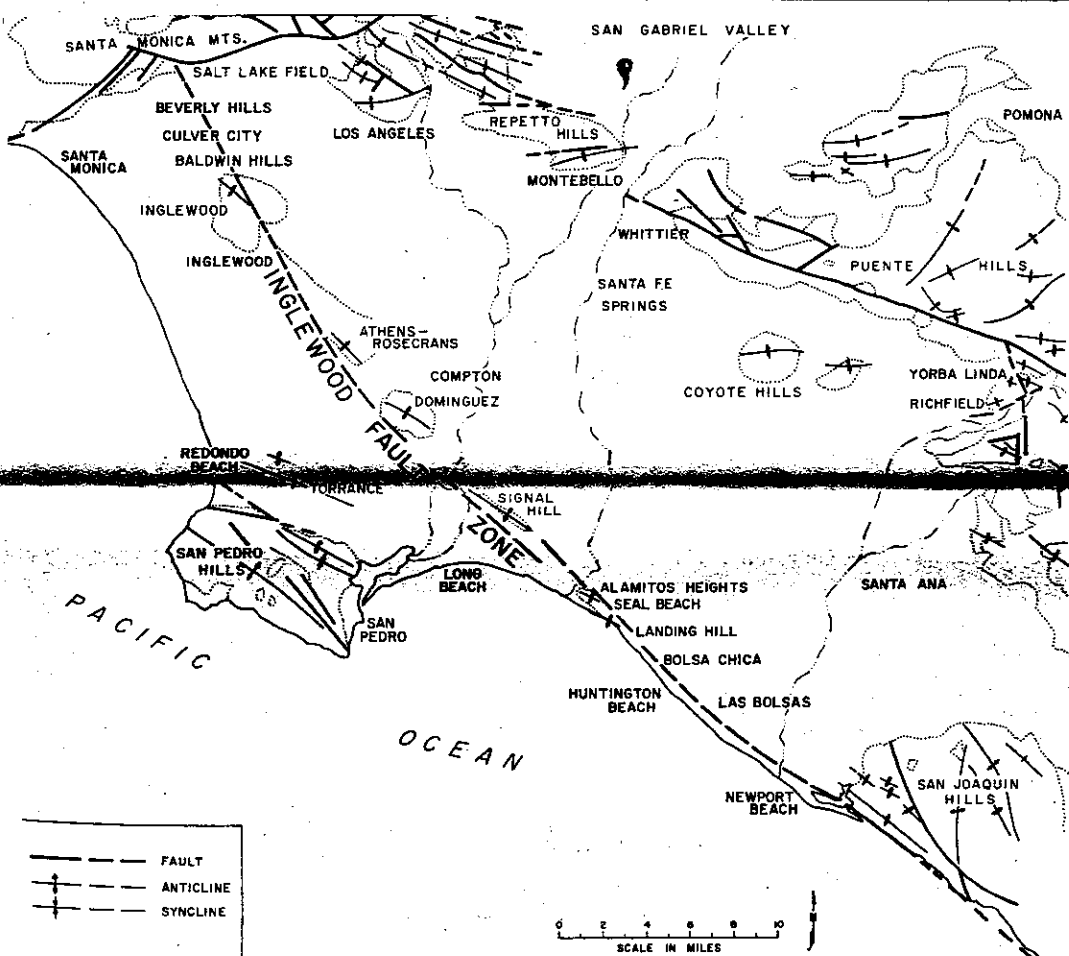 SAN GABRIEL VALLEY
SANTA MONICA MTS.
SALT LAKE FIELD
BEVERLY HILLS
LOS ANGELES
REPETTO
HILLS
POMONA
CULVER CITY
SANTA
MONICA
BALDWIN HILLS
MONTEBELLO
INGLEWOOD
WHITTIER
INGLEWOOD
PUENTE HILLS
SANTA FE
SPRINGS
INGLEWOOD FAULT ZONE
ATHENS-
ROSECRANS
COMPTON
DOMINGUEZ
COYOTE HILLS
YORBA LINDA
RICHFIELD
REDONDO
BEACH
TORRANCE
SIGNAL
HILL
SAN PEDRO
HILLS
LONG
BEACH
ALAMITOS HEIGHTS
SEAL BEACH
SANTA ANA
SAN
PEDRO
LANDING HILL
BOLSA CHICA
PACIFIC
HUNTINGTON
BEACH
LAS BOLSAS
OCEAN
NEWPORT
BEACH
SAN JOAQUIN
HILLS
FAULT
ANTICLINE
SYNCLINE
0 2 4 6 8 10
SCALE IN MILES